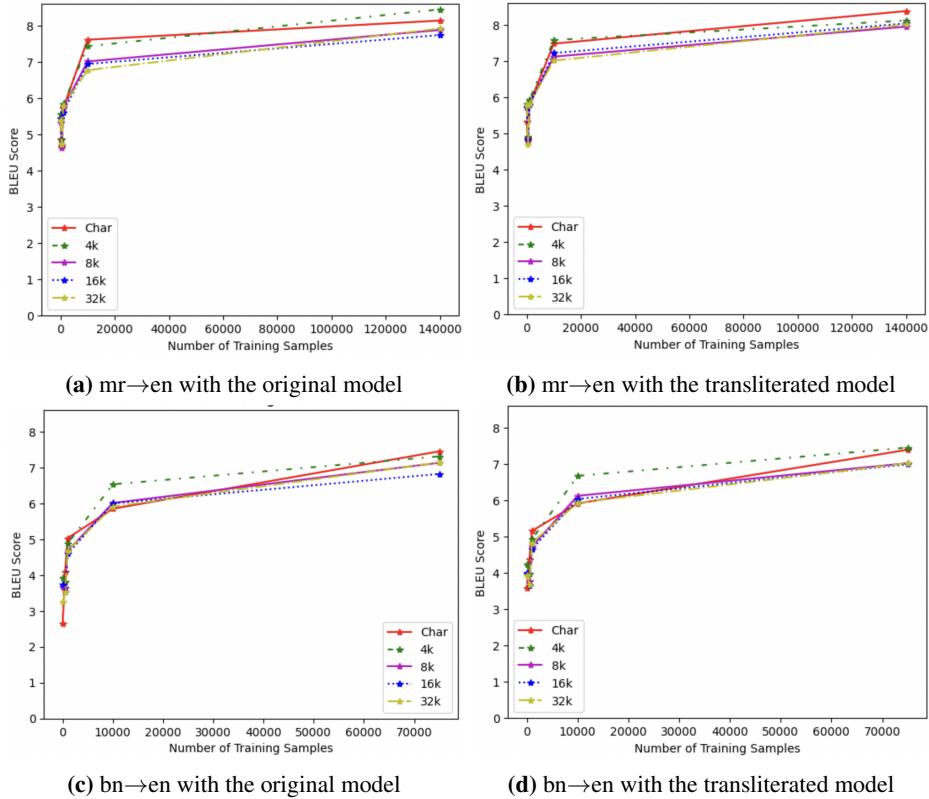 BLEU Score
8
7
6
5
4
3
2
1
0
Char
4k
8k
16k
32k
0 20000 40000 60000 80000 100000 120000 140000
Number of Training Samples
(a) mr→en with the original model
BLEU Score
8
7
6
5
4
3
2
1
0
Char
4k
8k
16k
32k
0 20000 40000 60000 80000 100000 120000 140000
Number of Training Samples
(b) mr→en with the transliterated model
BLEU Score
8
7
6
5
4
3
2
1
0
Char
4k
8k
16k
32k
0 10000 20000 30000 40000 50000 60000 70000
Number of Training Samples
(c) bn→en with the original model
BLEU Score
8
7
6
5
4
3
2
1
0
Char
4k
8k
16k
32k
0 10000 20000 30000 40000 50000 60000 70000
Number of Training Samples
(d) bn→en with the transliterated model